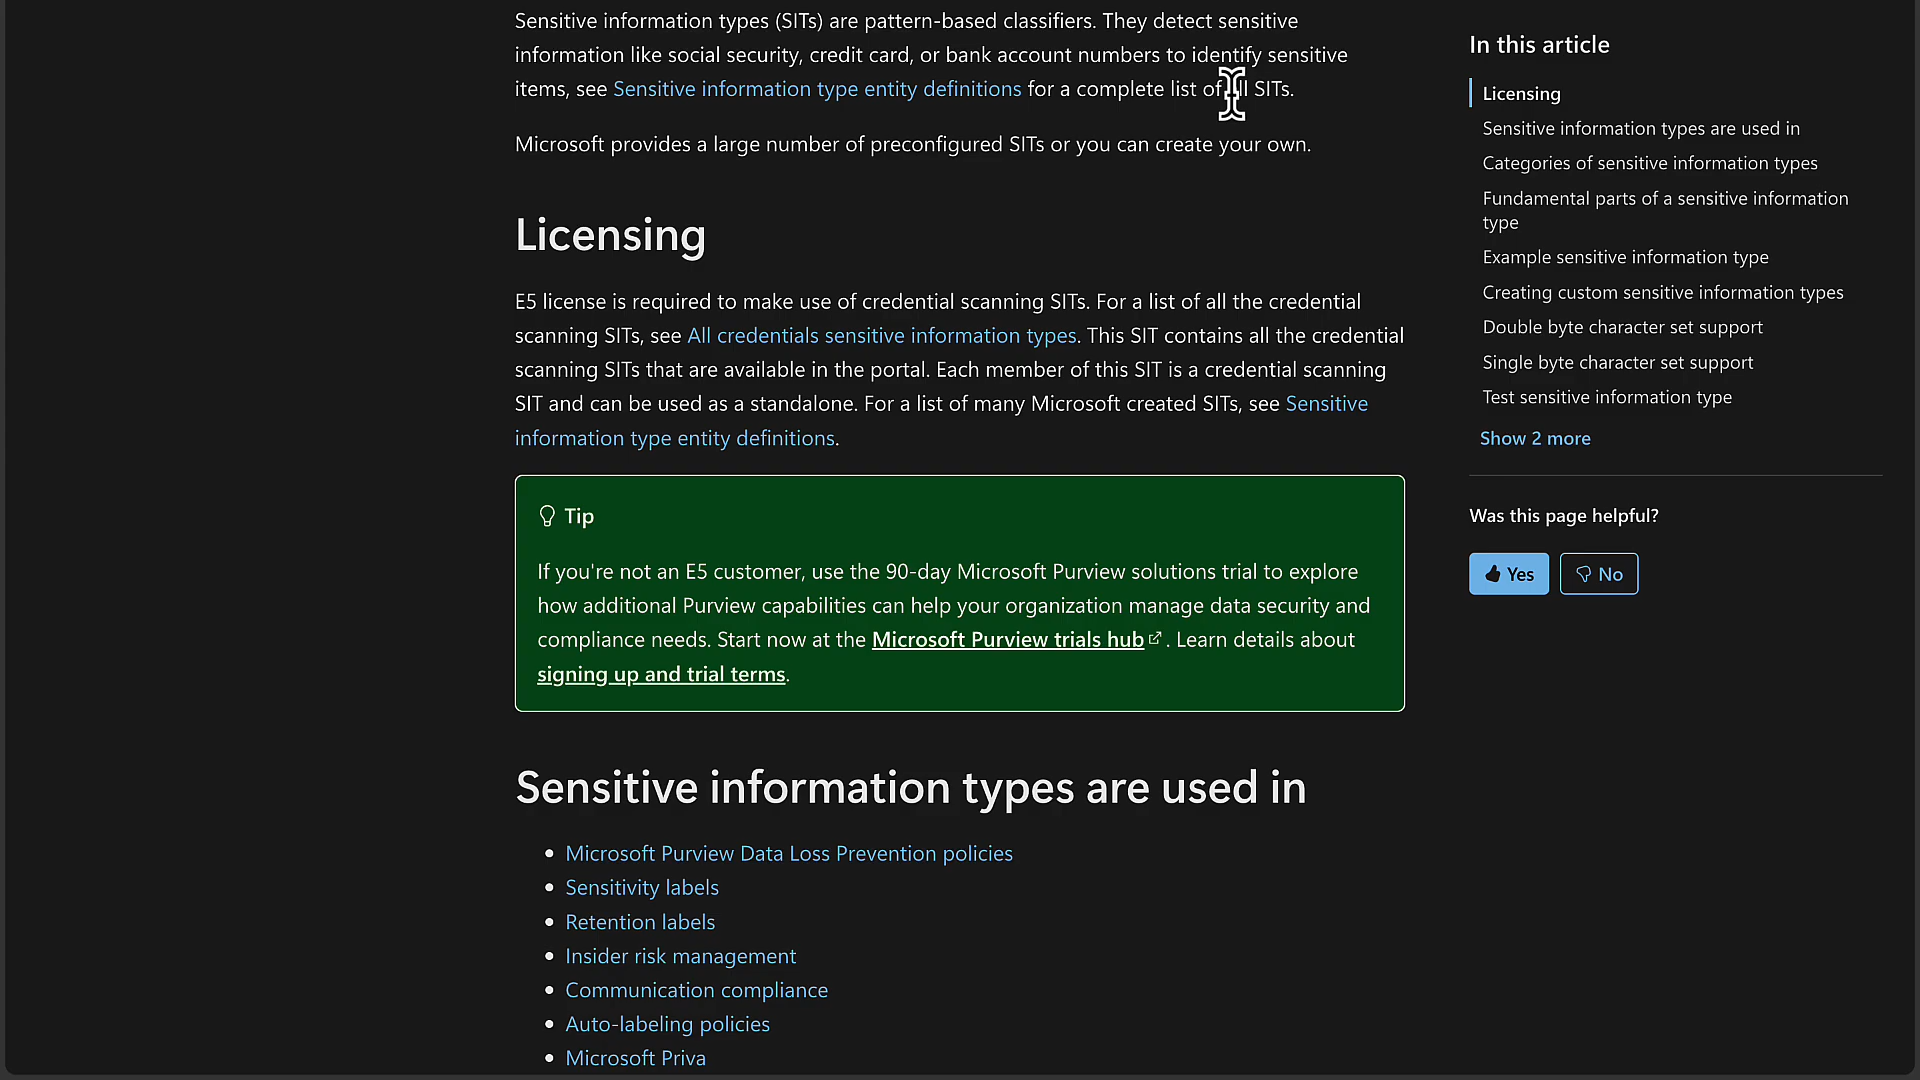 Sensitive information types (SITs) are pattern-based classifiers. They detect sensitive
information like social security, credit card, or bank account numbers to identify sensitive
items, see Sensitive information type entity definitions for a complete list of all SITs.
Microsoft provides a large number of preconfigured SITs or you can create your own.
Licensing
E5 license is required to make use of credential scanning SITs. For a list of all the credential
scanning SITs, see All credentials sensitive information types. This SIT contains all the credential
scanning SITs that are available in the portal. Each member of this SIT is a credential scanning
SIT and can be used as a standalone. For a list of many Microsoft created SITs, see Sensitive
information type entity definitions.
Tip
If you're not an E5 customer, use the 90-day Microsoft Purview solutions trial to explore
how additional Purview capabilities can help your organization manage data security and
compliance needs. Start now at the Microsoft Purview trials hub. Learn details about
signing up and trial terms.
Sensitive information types are used in
• Microsoft Purview Data Loss Prevention policies
• Sensitivity labels
• Retention labels
• Insider risk management
• Communication compliance
• Auto-labeling policies
• Microsoft Priva
In this article
Licensing
Sensitive information types are used in
Categories of sensitive information types
Fundamental parts of a sensitive information
type
Example sensitive information type
Creating custom sensitive information types
Double byte character set support
Single byte character set support
Test sensitive information type
Show 2 more
Was this page helpful?
Yes No